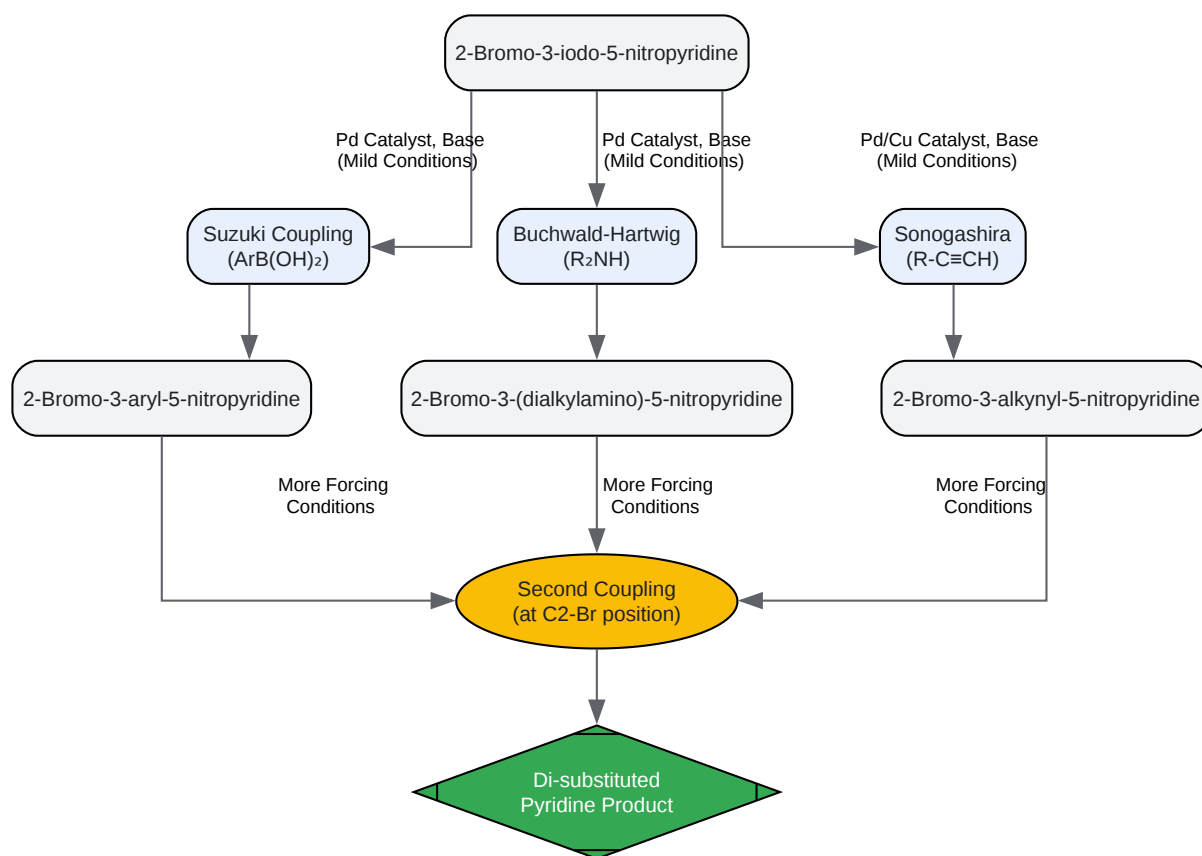 2-Bromo-3-iodo-5-nitropyridine
Pd Catalyst, Base
(Mild Conditions)
Pd Catalyst, Base
(Mild Conditions)
Pd/Cu Catalyst, Base
(Mild Conditions)
Suzuki Coupling
(ArB(OH)₂)
Buchwald-Hartwig
(R₂NH)
Sonogashira
(R-C≡CH)
2-Bromo-3-aryl-5-nitropyridine
2-Bromo-3-(dialkylamino)-5-nitropyridine
2-Bromo-3-alkynyl-5-nitropyridine
More Forcing
Conditions
More Forcing
Conditions
More Forcing
Conditions
Second Coupling
(at C2-Br position)
Di-substituted
Pyridine Product